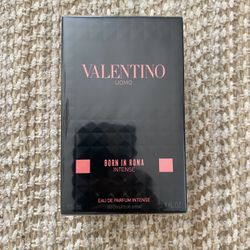 VALENTINO
UOMO
BORN IN ROMA
INTENSE
EAU DE PARFUM INTENSE